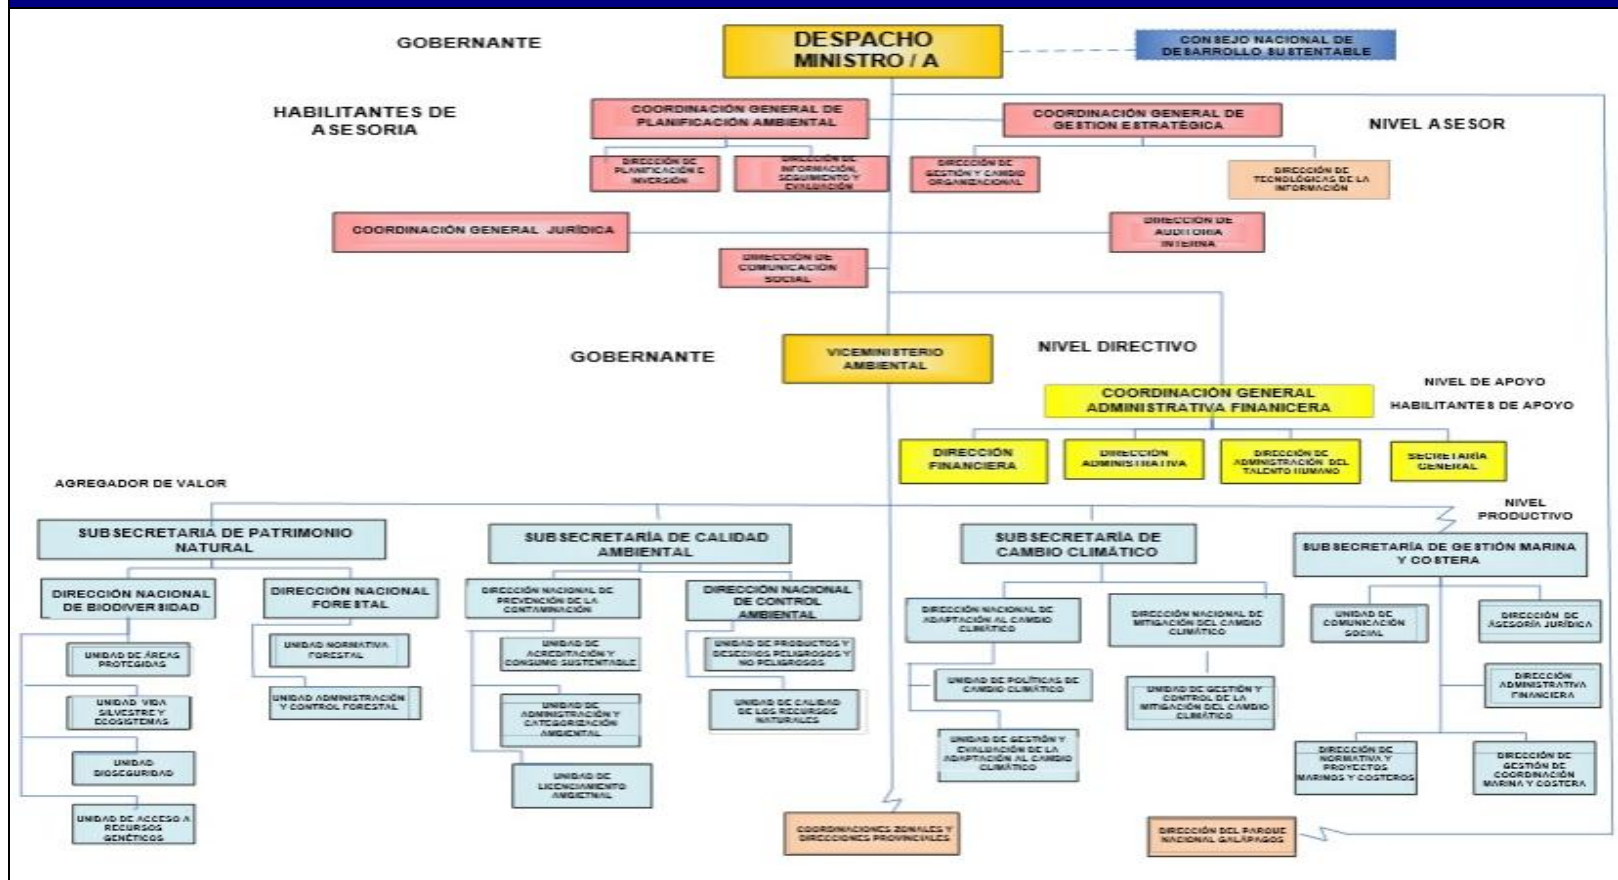 GOBERNANTE
DESPACHO
MINISTRO / A
CONSEJO NACIONAL DE
DESARROLLO SUSTENTABLE
HABILITANTES DE
ASESORIA
COORDINACIÓN GENERAL DE
PLANIFICACIÓN AMBIENTAL
COORDINACIÓN GENERAL DE
GESTION ESTRATÉGICA
NIVEL ASESOR
DIRECCIÓN DE
PLANIFICACIÓN E
INVERSIÓN
DIRECCIÓN DE
INFORMACIÓN,
SEGUIMIENTO Y
EVALUACIÓN
DIRECCIÓN DE
GESTIÓN Y CAMBIO
ORGANIZACIONAL
DIRECCIÓN DE
TECNOLÓGICAS DE LA
INFORMACIÓN
COORDINACIÓN GENERAL JURÍDICA
DIRECCIÓN DE
AUDITORIA
INTERNA
DIRECCIÓN DE
COMUNICACIÓN
SOCIAL
GOBERNANTE
VICEMINISTERIO
AMBIENTAL
NIVEL DIRECTIVO
NIVEL DE APOYO
HABILITANTES DE APOYO
COORDINACIÓN GENERAL
ADMINISTRATIVA FINANICERA
DIRECCIÓN
FINANCIERA
DIRECCIÓN
ADMINISTRATIVA
DIRECCIÓN DE
ADMINISTRACIÓN DEL
TALENTO HUMANO
SECRETARÍA
GENERAL
AGREGADOR DE VALOR
NIVEL
PRODUCTIVO
SUBSECRETARIA DE PATRIMONIO
NATURAL
SUBSECRETARÍA DE CALIDAD
AMBIENTAL
SUBSECRETARÍA DE
CAMBIO CLIMÁTICO
SUBSECRETARÍA DE GESTIÓN MARINA
Y COSTERA
DIRECCIÓN NACIONAL
DE BIODIVERSIDAD
DIRECCIÓN NACIONAL
FORESTAL
DIRECCIÓN NACIONAL DE
PREVENCIÓN DE LA
CONTAMINACIÓN
DIRECCIÓN NACIONAL
DE CONTROL
AMBIENTAL
DIRECCIÓN NACIONAL DE
ADAPTACIÓN AL CAMBIO
CLIMÁTICO
DIRECCIÓN NACIONAL DE
MITIGACIÓN DEL CAMBIO
CLIMÁTICO
UNIDAD DE
COMUNICACIÓN
SOCIAL
DIRECCIÓN DE
ASESORÍA JURÍDICA
UNIDAD DE ÁREAS
PROTEGIDAS
UNIDAD NORMATIVA
FORESTAL
UNIDAD DE
ACREDITACIÓN Y
CONSUMO SUSTENTABLE
UNIDAD DE PRODUCTOS Y
DESECHOS PELIGROSOS Y
NO PELIGROSOS
UNIDAD DE POLÍTICAS DE
CAMBIO CLIMÁTICO
UNIDAD DE GESTIÓN Y
CONTROL DE LA
MITIGACIÓN DEL CAMBIO
CLIMÁTICO
DIRECCIÓN
ADMINISTRATIVA
FINANCIERA
UNIDAD VIDA
SILVESTRE Y
ECOSISTEMAS
UNIDAD ADMINISTRACIÓN
Y CONTROL FORESTAL
UNIDAD DE
ADMINISTRACIÓN Y
CATEGORIZACIÓN
AMBIENTAL
UNIDAD DE CALIDAD
DE LOS RECURSOS
NATURALES
UNIDAD DE GESTIÓN Y
EVALUACIÓN DE LA
ADAPTACIÓN AL CAMBIO
CLIMÁTICO
DIRECCIÓN DE
NORMATIVA Y
PROYECTOS
MARINOS Y COSTEROS
DIRECCIÓN DE
GESTIÓN DE
COORDINACIÓN
MARINA Y COSTERA
UNIDAD
BIOSEGURIDAD
UNIDAD DE
LICENCIAMIENTO
AMBIETNAL
UNIDAD DE ACCESO A
RECURSOS
GENÉTICOS
COORDINACIONES ZONALES Y
DIRECCIONES PROVINCIALES
DIRECCIÓN DEL PARQUE
NACIONAL GALÁPAGOS